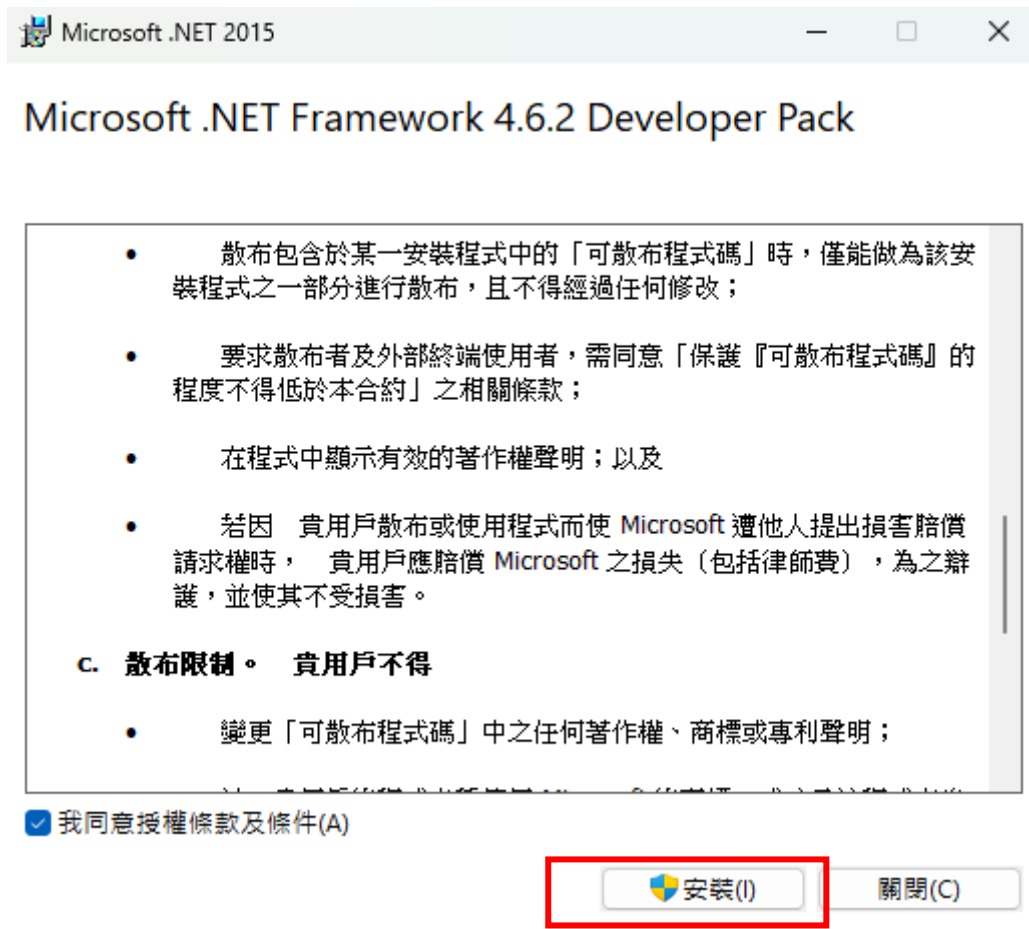 Microsoft .NET 2015
Microsoft .NET Framework 4.6.2 Developer Pack
• 散布包含於某一安裝程式中的「可散布程式碼」時，僅能做為該安
裝程式之一部分進行散布，且不得經過任何修改；
• 要求散布者及外部終端使用者，需同意「保護『可散布程式碼』的
程度不得低於本合約」之相關條款；
• 在程式中顯示有效的著作權聲明；以及
• 若因　貴用戶散布或使用程式而使 Microsoft 遭他人提出損害賠償
請求權時，　貴用戶應賠償 Microsoft 之損失（包括律師費），為之辯
護，並使其不受損害。
c. 散布限制。　貴用戶不得
• 變更「可散布程式碼」中之任何著作權、商標或專利聲明；
我同意授權條款及條件(A)
安裝(I)
關閉(C)